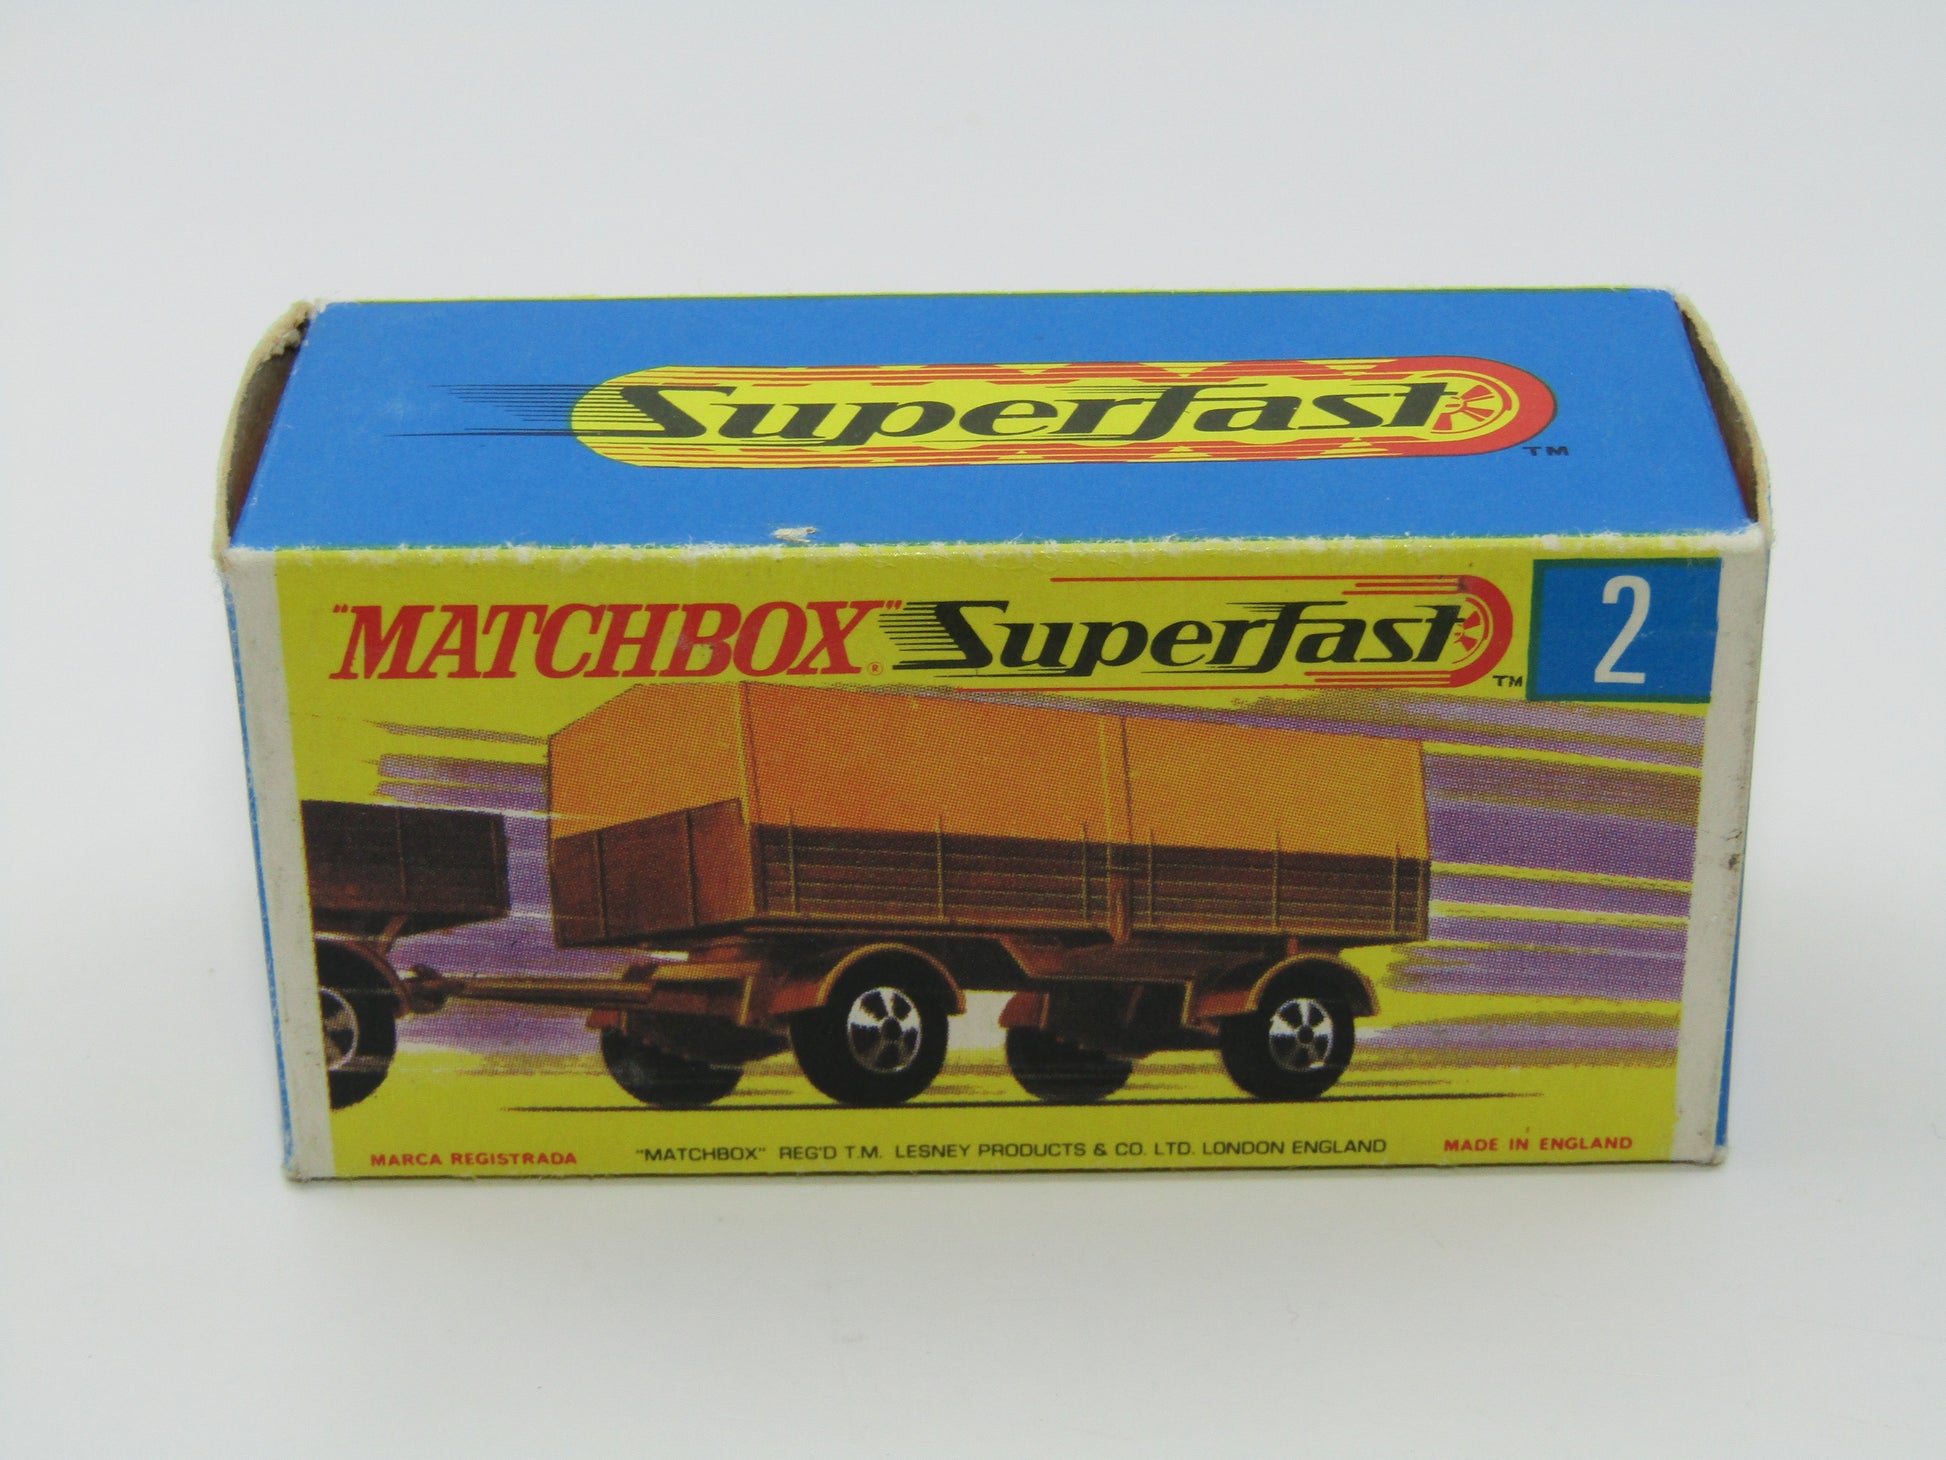 Superfast
TM
"MATCHBOX"® Superfast TM 2
MARCA REGISTRADA "MATCHBOX" REG'D T.M. LESNEY PRODUCTS & CO. LTD. LONDON ENGLAND MADE IN ENGLAND